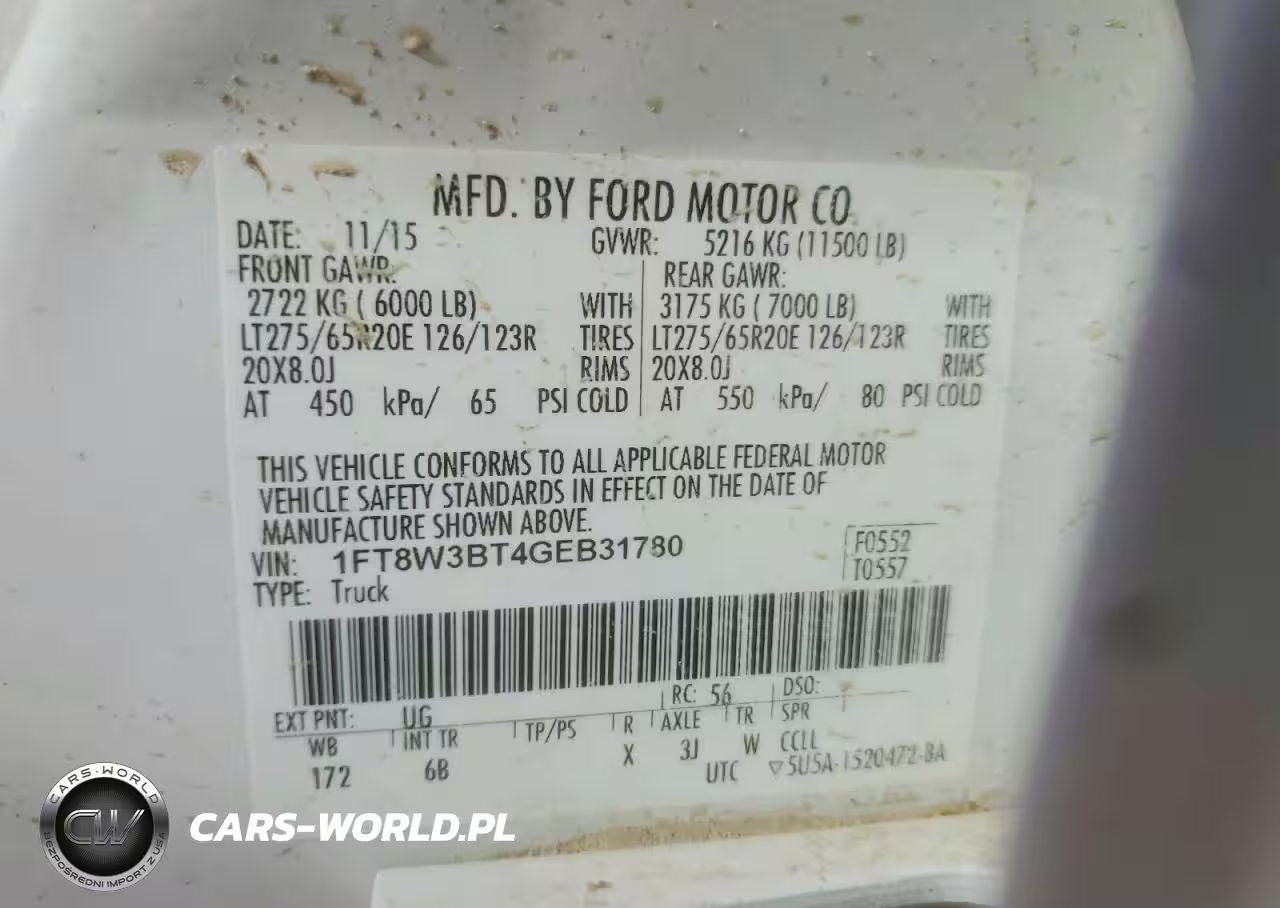 MFD. BY FORD MOTOR CO.
DATE: 11/15 GVWR: 5216 KG (11500 LB)
FRONT GAWR: REAR GAWR:
2722 KG ( 6000 LB) WITH 3175 KG ( 7000 LB) WITH
LT275/65R20E 126/123R TIRES LT275/65R20E 126/123R TIRES
20X8.0J RIMS 20X8.0J RIMS
AT 450 kPa/ 65 PSI COLD AT 550 kPa/ 80 PSI COLD
THIS VEHICLE CONFORMS TO ALL APPLICABLE FEDERAL MOTOR
VEHICLE SAFETY STANDARDS IN EFFECT ON THE DATE OF
MANUFACTURE SHOWN ABOVE.
VIN: 1FT8W3BT4GEB31780 F0552
TYPE: Truck T0557
EXT PNT: UG RC: 56 DSO:
WB INT TR TP/PS R AXLE TR SPR
172 6B X 3J W CCLL
UTC ▽5U5A-1520472-BA
CARS-WORLD
CW
BEZPOŚREDNI IMPORT Z USA
CARS-WORLD.PL